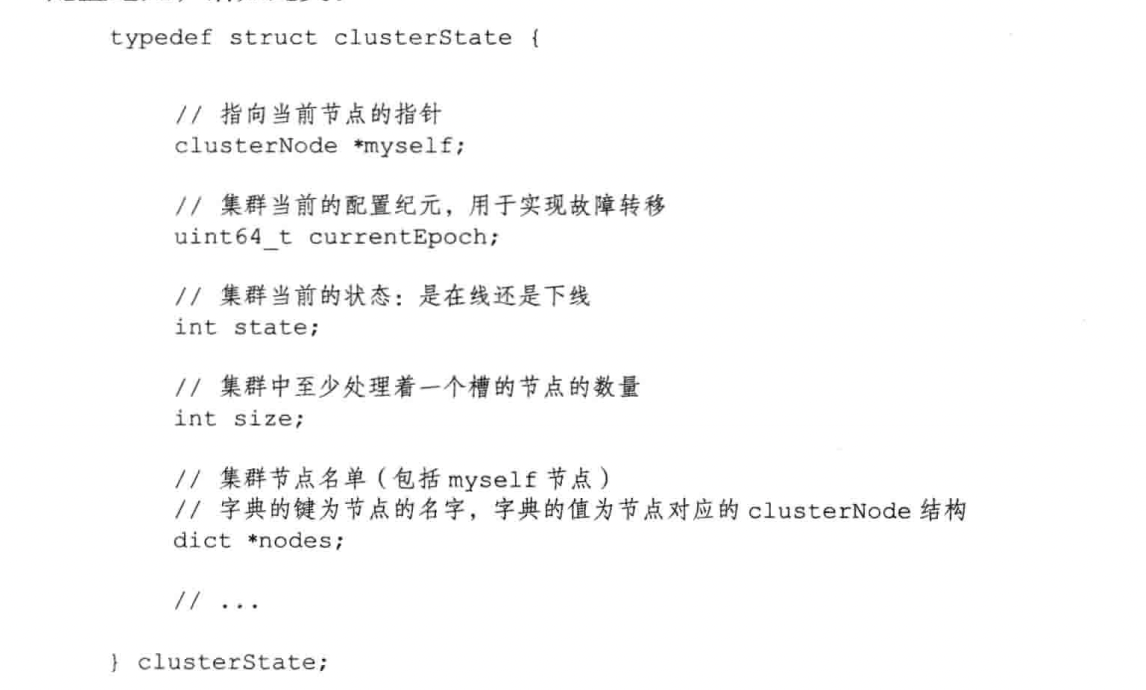 typedef struct clusterState {
// 指向当前节点的指针
clusterNode *myself;
// 集群当前的配置纪元，用于实现故障转移
uint64_t currentEpoch;
// 集群当前的状态：是在线还是下线
int state;
// 集群中至少处理着一个槽的节点的数量
int size;
// 集群节点名单（包括 myself 节点）
// 字典的键为节点的名字，字典的值为节点对应的 clusterNode 结构
dict *nodes;
// ...
} clusterState;